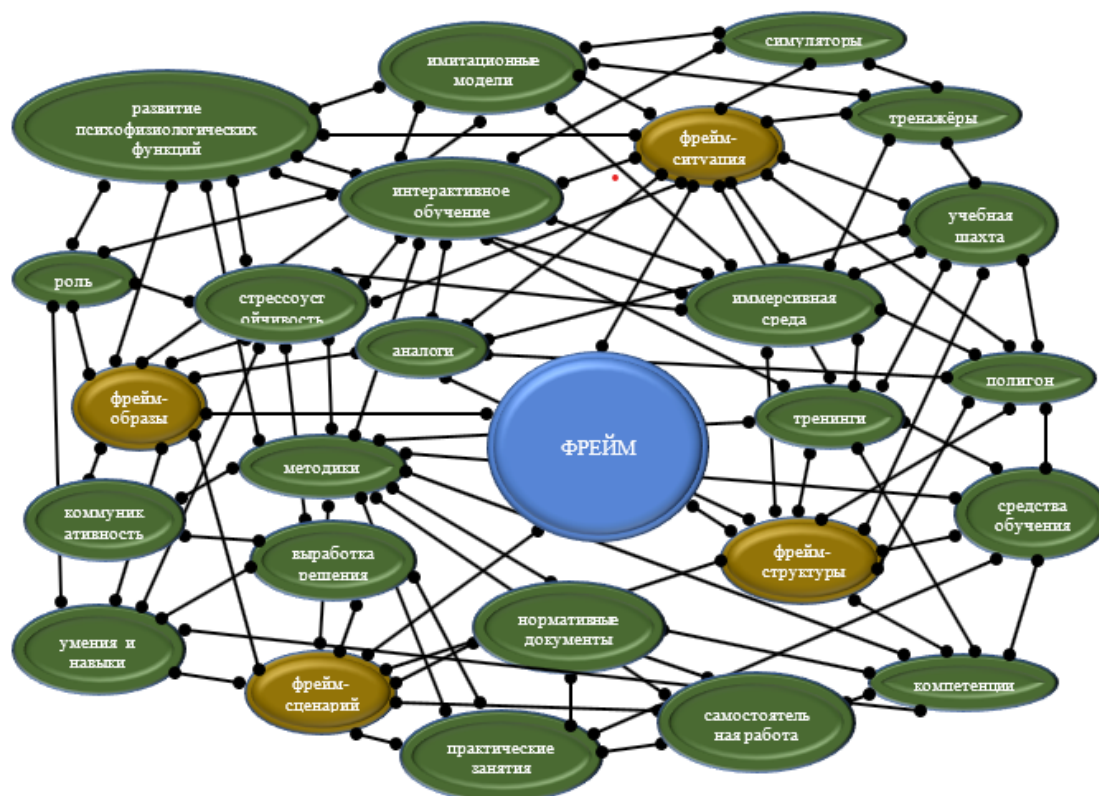 симуляторы
имитационные
модели
развитие
психофизиологических
функций
тренажёры
фрейм-
ситуация
интерактивное
обучение
учебная
шахта
роль
стрессоуст
ойчивость
иммерсивная
среда
аналоги
полигон
фрейм-
образы
тренинги
ФРЕЙМ
методики
коммуник
ативность
средства
обучения
выработка
решения
фрейм-
структуры
нормативные
документы
умения и
навыки
фрейм-
сценарий
компетенции
самостоятель
ная работа
практические
занятия